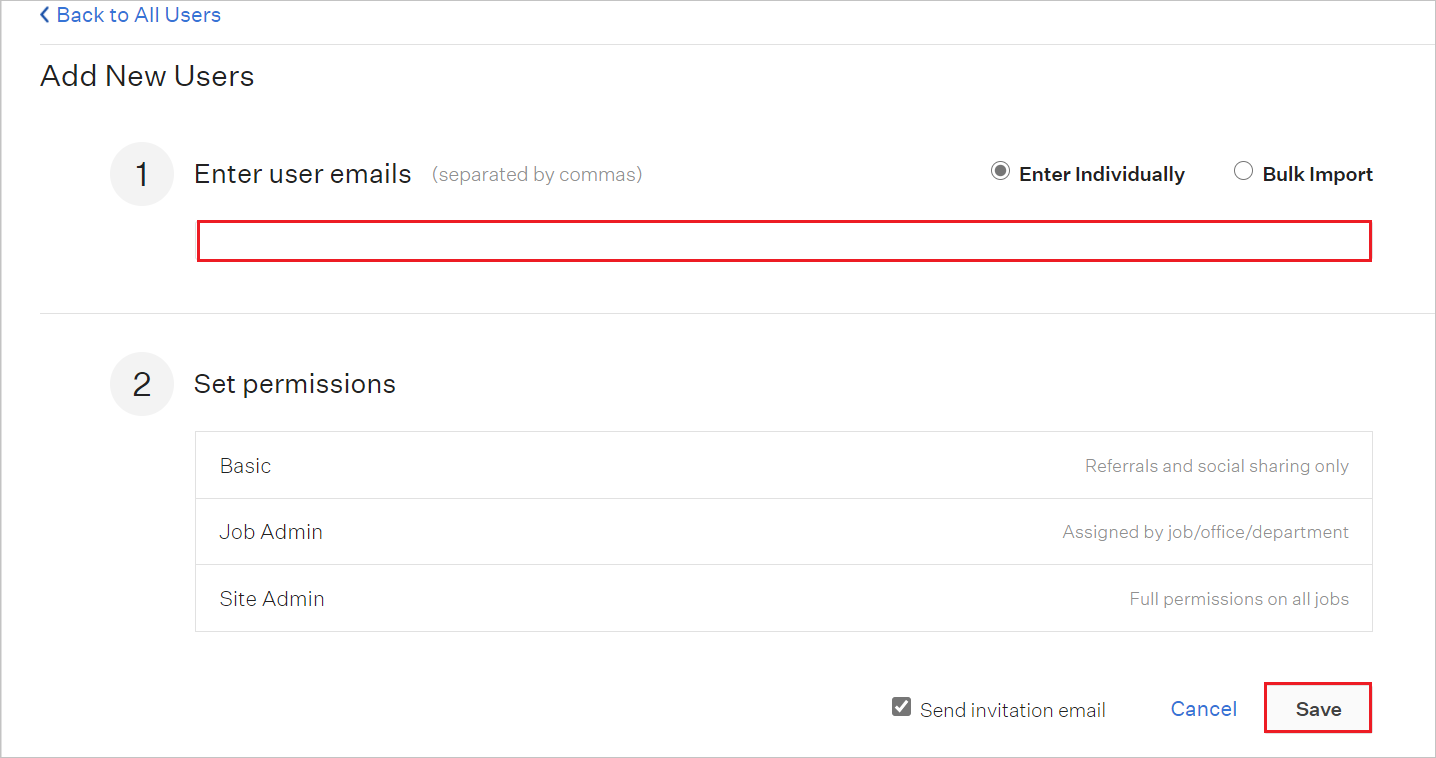 Back to All Users
Add New Users
1 Enter user emails (separated by commas) Enter Individually Bulk Import
2 Set permissions
Basic Referrals and social sharing only
Job Admin Assigned by job/office/department
Site Admin Full permissions on all jobs
Send invitation email Cancel Save